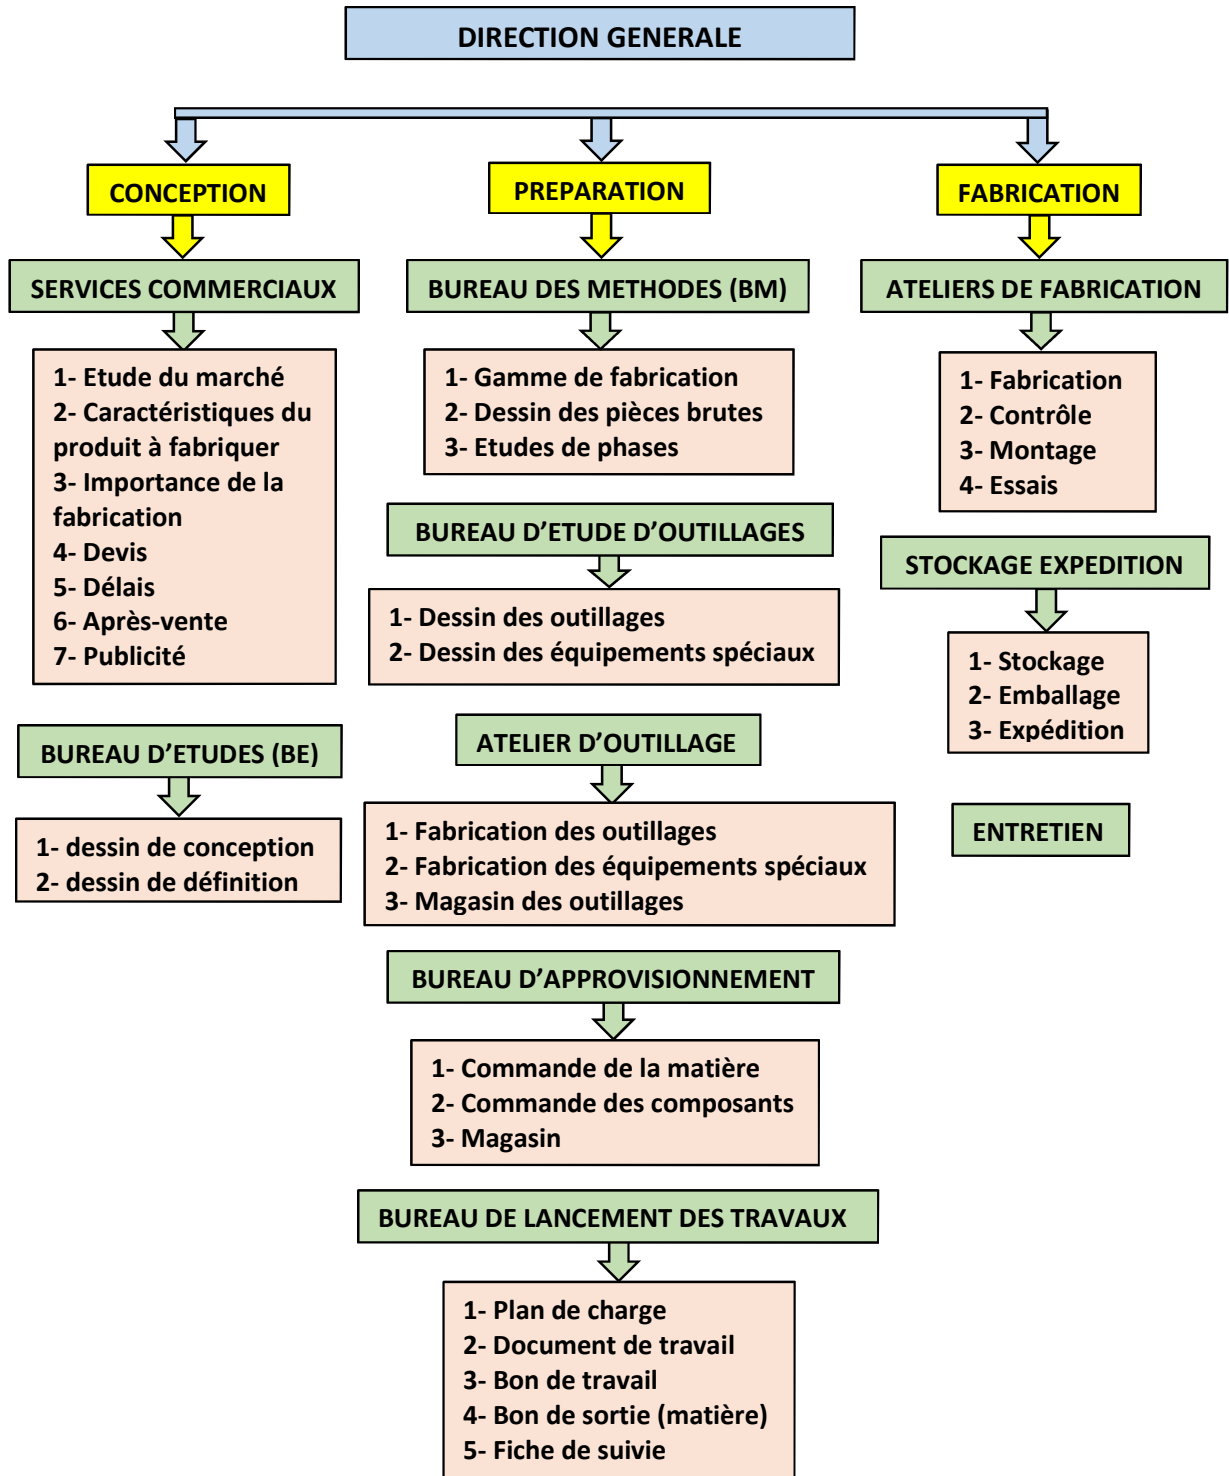 DIRECTION GENERALE
CONCEPTION
SERVICES COMMERCIAUX
1- Etude du marché
2- Caractéristiques du
produit à fabriquer
3- Importance de la
fabrication
4- Devis
5- Délais
6- Après-vente
7- Publicité
BUREAU D’ETUDES (BE)
1- dessin de conception
2- dessin de définition
PREPARATION
BUREAU DES METHODES (BM)
1- Gamme de fabrication
2- Dessin des pièces brutes
3- Etudes de phases
BUREAU D’ETUDE D’OUTILLAGES
1- Dessin des outillages
2- Dessin des équipements spéciaux
ATELIER D’OUTILLAGE
1- Fabrication des outillages
2- Fabrication des équipements spéciaux
3- Magasin des outillages
BUREAU D’APPROVISIONNEMENT
1- Commande de la matière
2- Commande des composants
3- Magasin
BUREAU DE LANCEMENT DES TRAVAUX
1- Plan de charge
2- Document de travail
3- Bon de travail
4- Bon de sortie (matière)
5- Fiche de suivie
FABRICATION
ATELIERS DE FABRICATION
1- Fabrication
2- Contrôle
3- Montage
4- Essais
STOCKAGE EXPEDITION
1- Stockage
2- Emballage
3- Expédition
ENTRETIEN